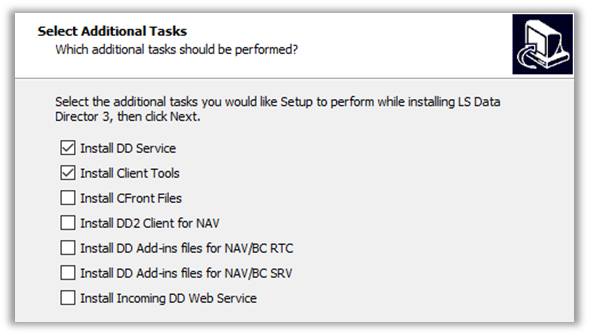 Select Additional Tasks
Which additional tasks should be performed?
Select the additional tasks you would like Setup to perform while installing LS Data
Director 3, then click Next.
Install DD Service
Install Client Tools
Install CFront Files
Install DD2 Client for NAV
Install DD Add-ins files for NAV/BC RTC
Install DD Add-ins files for NAV/BC SRV
Install Incoming DD Web Service